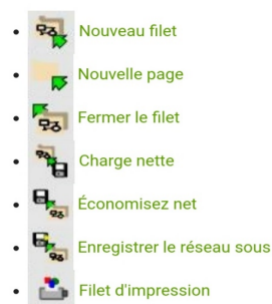 Nouveau filet
Nouvelle page
Fermer le filet
Charge nette
Économisez net
Enregistrer le réseau sous
Filet d'impression